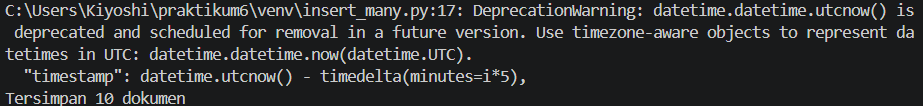 C:\Users\Kiyoshi\praktikum6\venv\insert_many.py:17: DeprecationWarning: datetime.datetime.utcnow() is
 deprecated and scheduled for removal in a future version. Use timezone-aware objects to represent da
tetimes in UTC: datetime.datetime.now(datetime.UTC).
  "timestamp": datetime.utcnow() - timedelta(minutes=i*5),
Tersimpan 10 dokumen